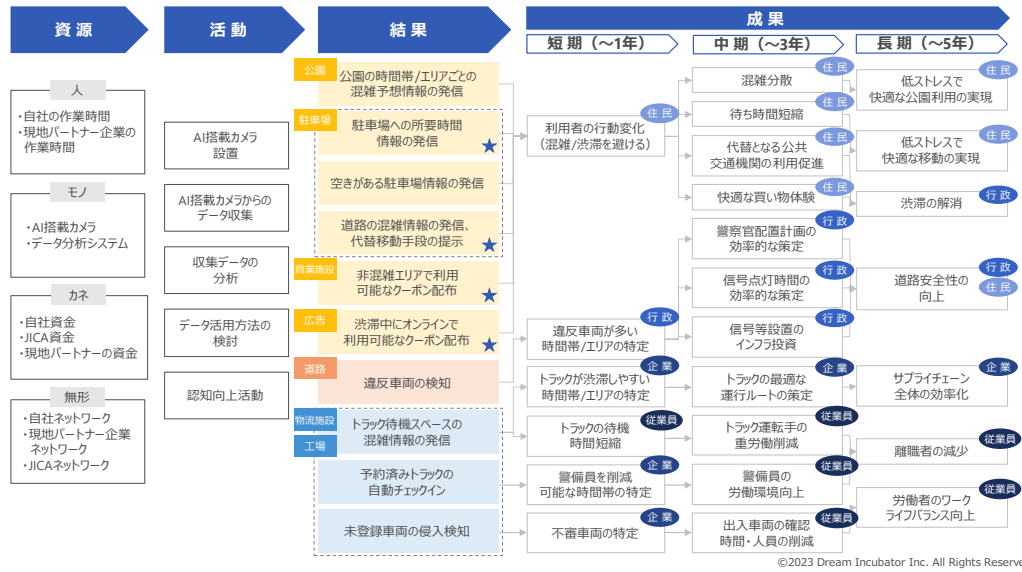 資源
活動
結果
成果
短期（～1年）
中期（～3年）
長期（～5年）
人
・自社の作業時間
・現地パートナー企業の
作業時間
モノ
・AI搭載カメラ
・データ分析システム
カネ
・自社資金
・JICA資金
・現地パートナーの資金
無形
・自社ネットワーク
・現地パートナー企業
ネットワーク
・JICAネットワーク
AI搭載カメラ
設置
AI搭載カメラからの
データ収集
収集データの
分析
データ活用方法の
検討
認知向上活動
公園
公園の時間帯/エリアごとの
混雑予想情報の発信
駐車場
駐車場への所要時間
情報の発信
空きがある駐車場情報の発信
道路の混雑情報の発信、
代替移動手段の提示
商業施設
非混雑エリアで利用
可能なクーポン配布
広告
渋滞中にオンラインで
利用可能なクーポン配布
道路
違反車両の検知
物流施設
工場
トラック待機スペースの
混雑情報の発信
予約済みトラックの
自動チェックイン
未登録車両の侵入検知
住民
利用者の行動変化
（混雑/渋滞を避ける）
行政
違反車両が多い
時間帯/エリアの特定
企業
トラックが渋滞しやすい
時間帯/エリアの特定
従業員
トラックの待機
時間短縮
企業
警備員を削減
可能な時間帯の特定
企業
不審車両の特定
住民
混雑分散
住民
待ち時間短縮
住民
代替となる公共
交通機関の利用促進
住民
快適な買い物体験
行政
警察官配置計画の
効率的な策定
行政
信号点灯時間の
効率的な策定
行政
信号等設置の
インフラ投資
企業
トラックの最適な
運行ルートの策定
従業員
トラック運転手の
重労働削減
従業員
警備員の
労働環境向上
従業員
出入車両の確認
時間・人員の削減
住民
低ストレスで
快適な公園利用の実現
住民
低ストレスで
快適な移動の実現
行政
渋滞の解消
行政
住民
道路安全性の
向上
企業
サプライチェーン
全体の効率化
従業員
離職者の減少
従業員
労働者のワーク
ライフバランス向上
©2023 Dream Incubator Inc. All Rights Reserve